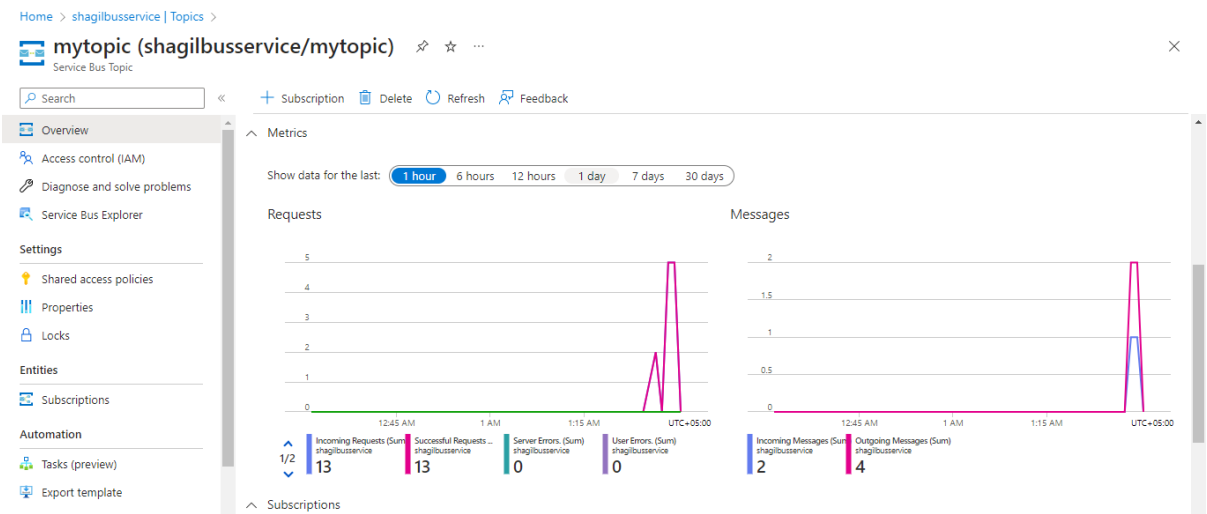 Home > shagilbusservice | Topics >
mytopic (shagilbusservice/mytopic) ...
Service Bus Topic
Search
Overview
Access control (IAM)
Diagnose and solve problems
Service Bus Explorer
Settings
Shared access policies
Properties
Locks
Entities
Subscriptions
Automation
Tasks (preview)
Export template
+ Subscription Delete Refresh Feedback
Metrics
Show data for the last: 1 hour 6 hours 12 hours 1 day 7 days 30 days
Requests
5
4
3
2
1
0
12:45 AM 1 AM 1:15 AM UTC+05:00
1/2
Incoming Requests (Sum)
shagilbusservice
13
Successful Requests ...
shagilbusservice
13
Server Errors. (Sum)
shagilbusservice
0
User Errors. (Sum)
shagilbusservice
0
Messages
2
1.5
1
0.5
0
12:45 AM 1 AM 1:15 AM UTC+05:00
Incoming Messages (Sum
shagilbusservice
2
Outgoing Messages (Sum)
shagilbusservice
4
Subscriptions